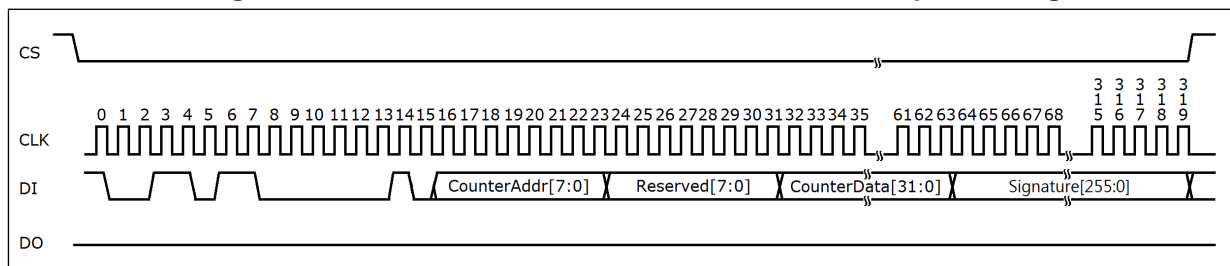 CS
0 1 2 3 4 5 6 7 8 9 10 11 12 13 14 15 16 17 18 19 20 21 22 23 24 25 26 27 28 29 30 31 32 33 34 35 61 62 63 64 65 66 67 68 315 316 317 318 319
CLK
DI CounterAddr[7:0] Reserved[7:0] CounterData[31:0] Signature[255:0]
DO